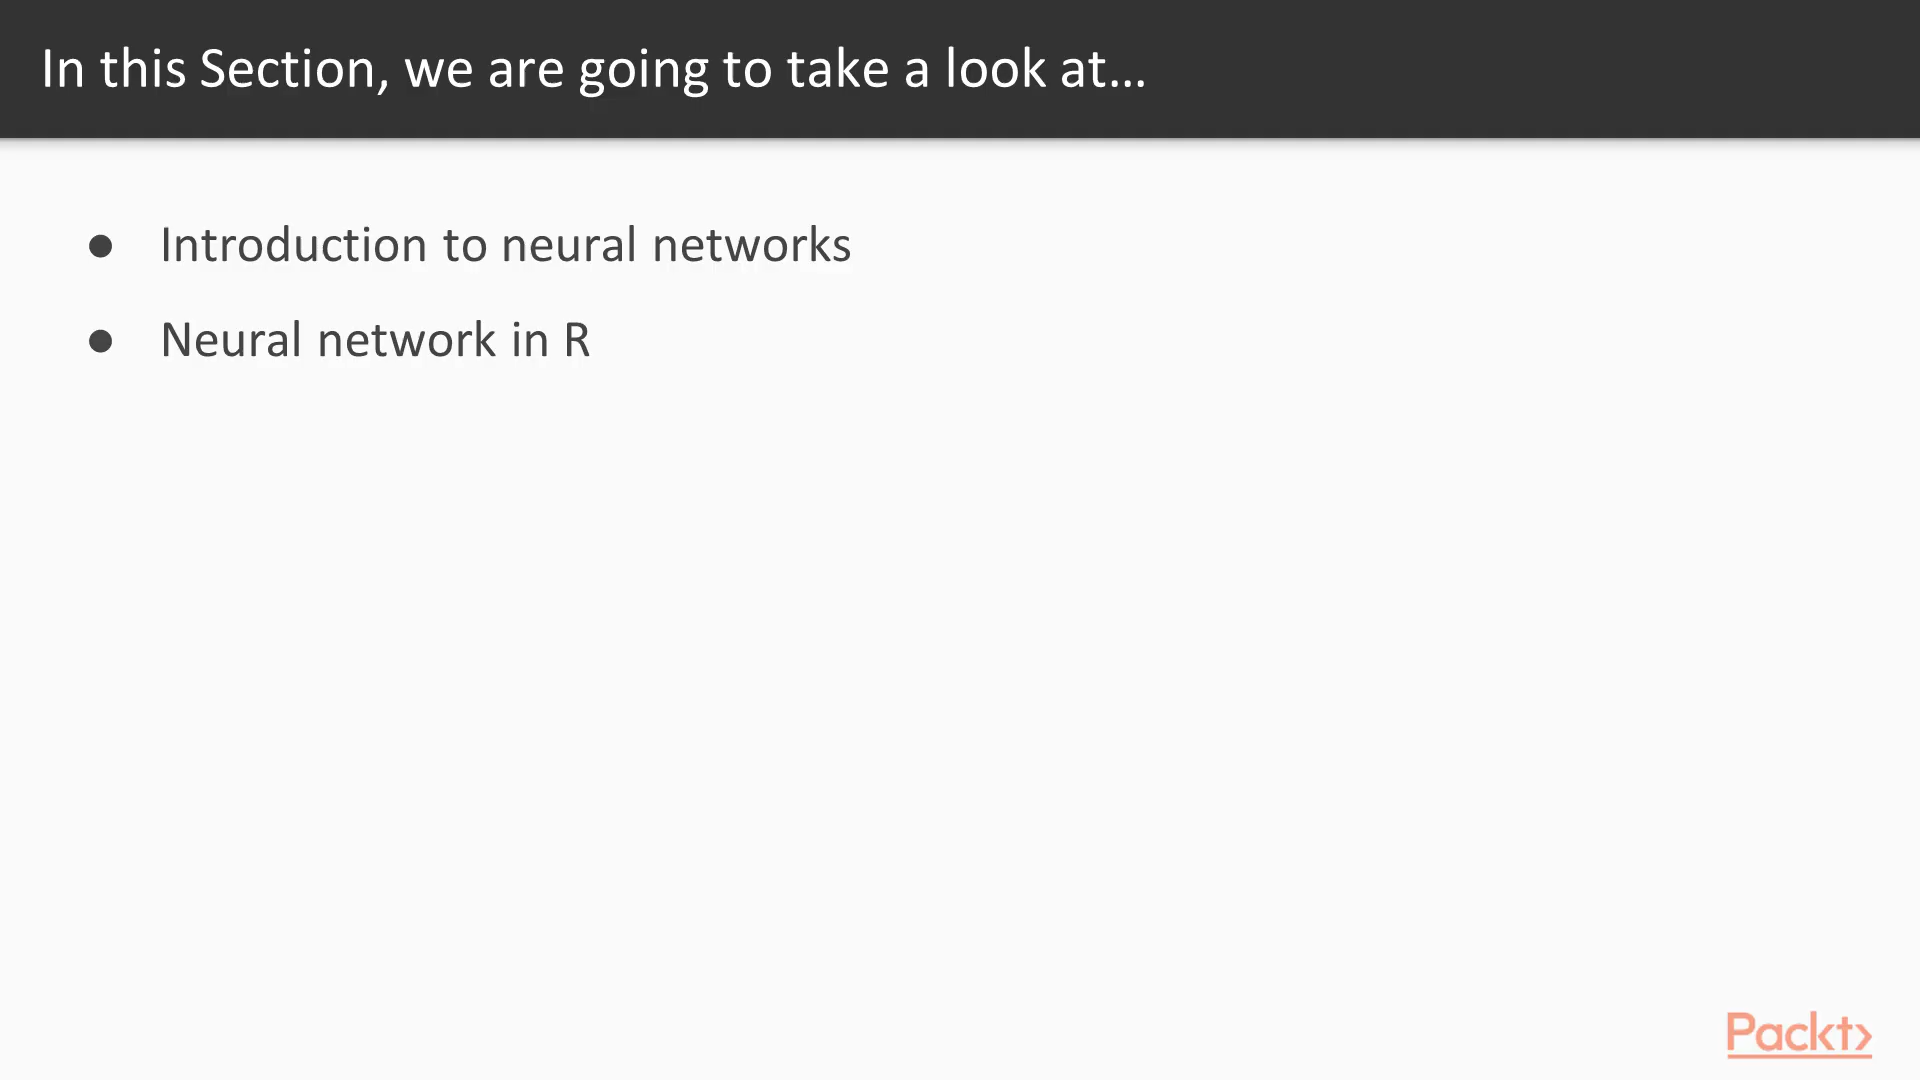 In this Section, we are going to take a look at...
● Introduction to neural networks
● Neural network in R
Packt>